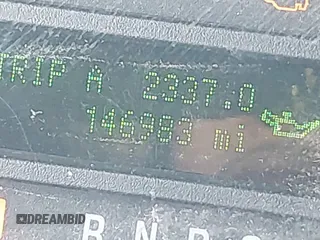 TRIP A 2337.0
146983 mi
DREAMBID
R N D